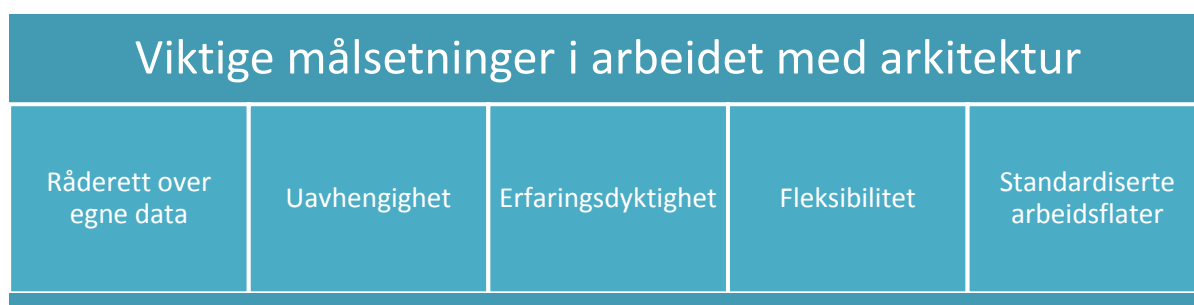 Viktige målsetninger i arbeidet med arkitektur
Råderett over
egne data
Uavhengighet
Erfaringsdyktighet
Fleksibilitet
Standardiserte
arbeidsflater